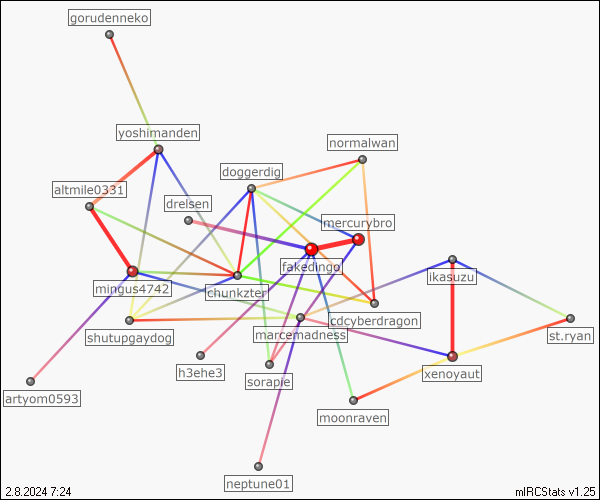 gorudenneko
yoshimanden
normalwan
doggerdig
altmile0331
drelsen
mercurybro
fakedingo
ikasuzu
mingus4742
chunkzter
cdcyberdragon
marcemadness
shutupgaydog
st.ryan
h3ehe3
xenoyaut
sorapie
artyom0593
moonraven
neptune01
2.8.2024 7:24
mIRCStats v1.25